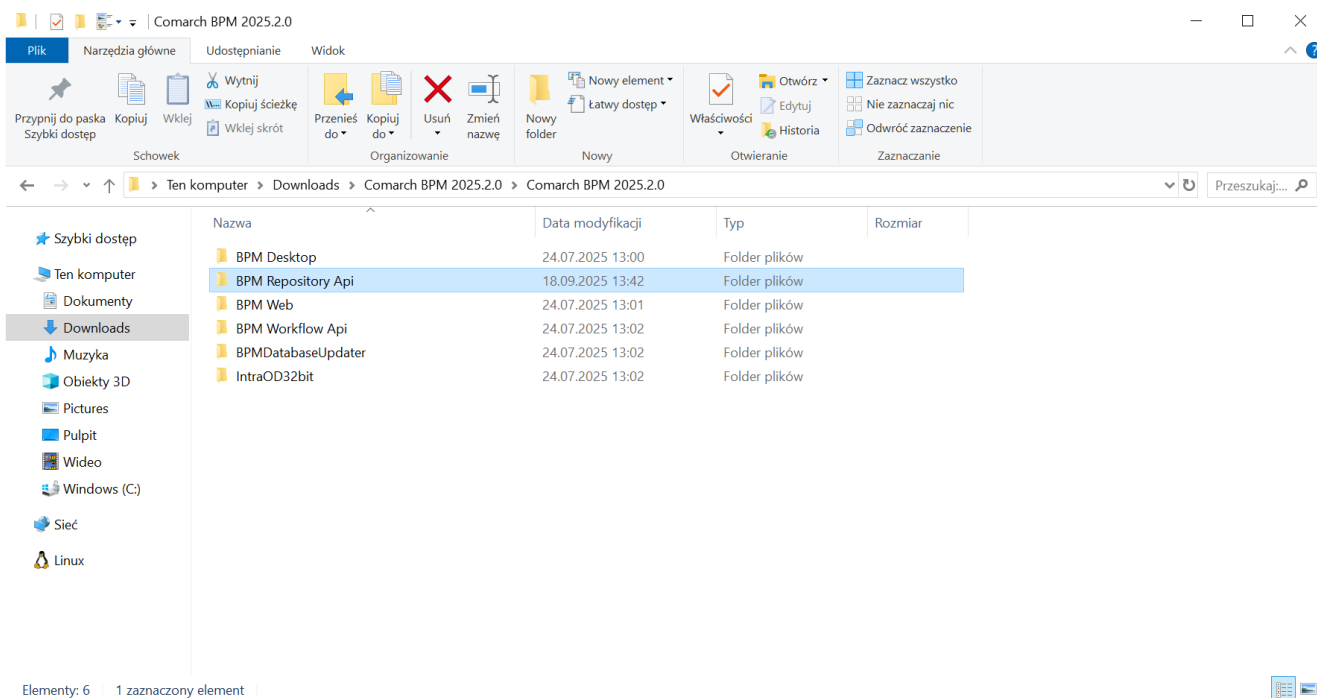 Comarch BPM 2025.2.0
Plik Narzędzia główne Udostępnianie Widok
Przypnij do paska Szybki dostęp
Kopiuj
Wklej
Wytnij
Kopiuj ścieżkę
Wklej skrót
Schowek
Przenieś do
Kopiuj do
Usuń
Zmień nazwę
Organizowanie
Nowy folder
Nowy element
Łatwy dostęp
Nowy
Właściwości
Otwórz
Edytuj
Historia
Otwieranie
Zaznacz wszystko
Nie zaznaczaj nic
Odwróć zaznaczenie
Zaznaczanie
Ten komputer > Downloads > Comarch BPM 2025.2.0 > Comarch BPM 2025.2.0
Przeszukaj:...
Szybki dostęp
Ten komputer
Dokumenty
Downloads
Muzyka
Obiekty 3D
Pictures
Pulpit
Wideo
Windows (C:)
Sieć
Linux
Nazwa Data modyfikacji Typ Rozmiar
BPM Desktop 24.07.2025 13:00 Folder plików
BPM Repository Api 18.09.2025 13:42 Folder plików
BPM Web 24.07.2025 13:01 Folder plików
BPM Workflow Api 24.07.2025 13:02 Folder plików
BPMDatabaseUpdater 24.07.2025 13:02 Folder plików
IntraOD32bit 24.07.2025 13:02 Folder plików
Elementy: 6 1 zaznaczony element